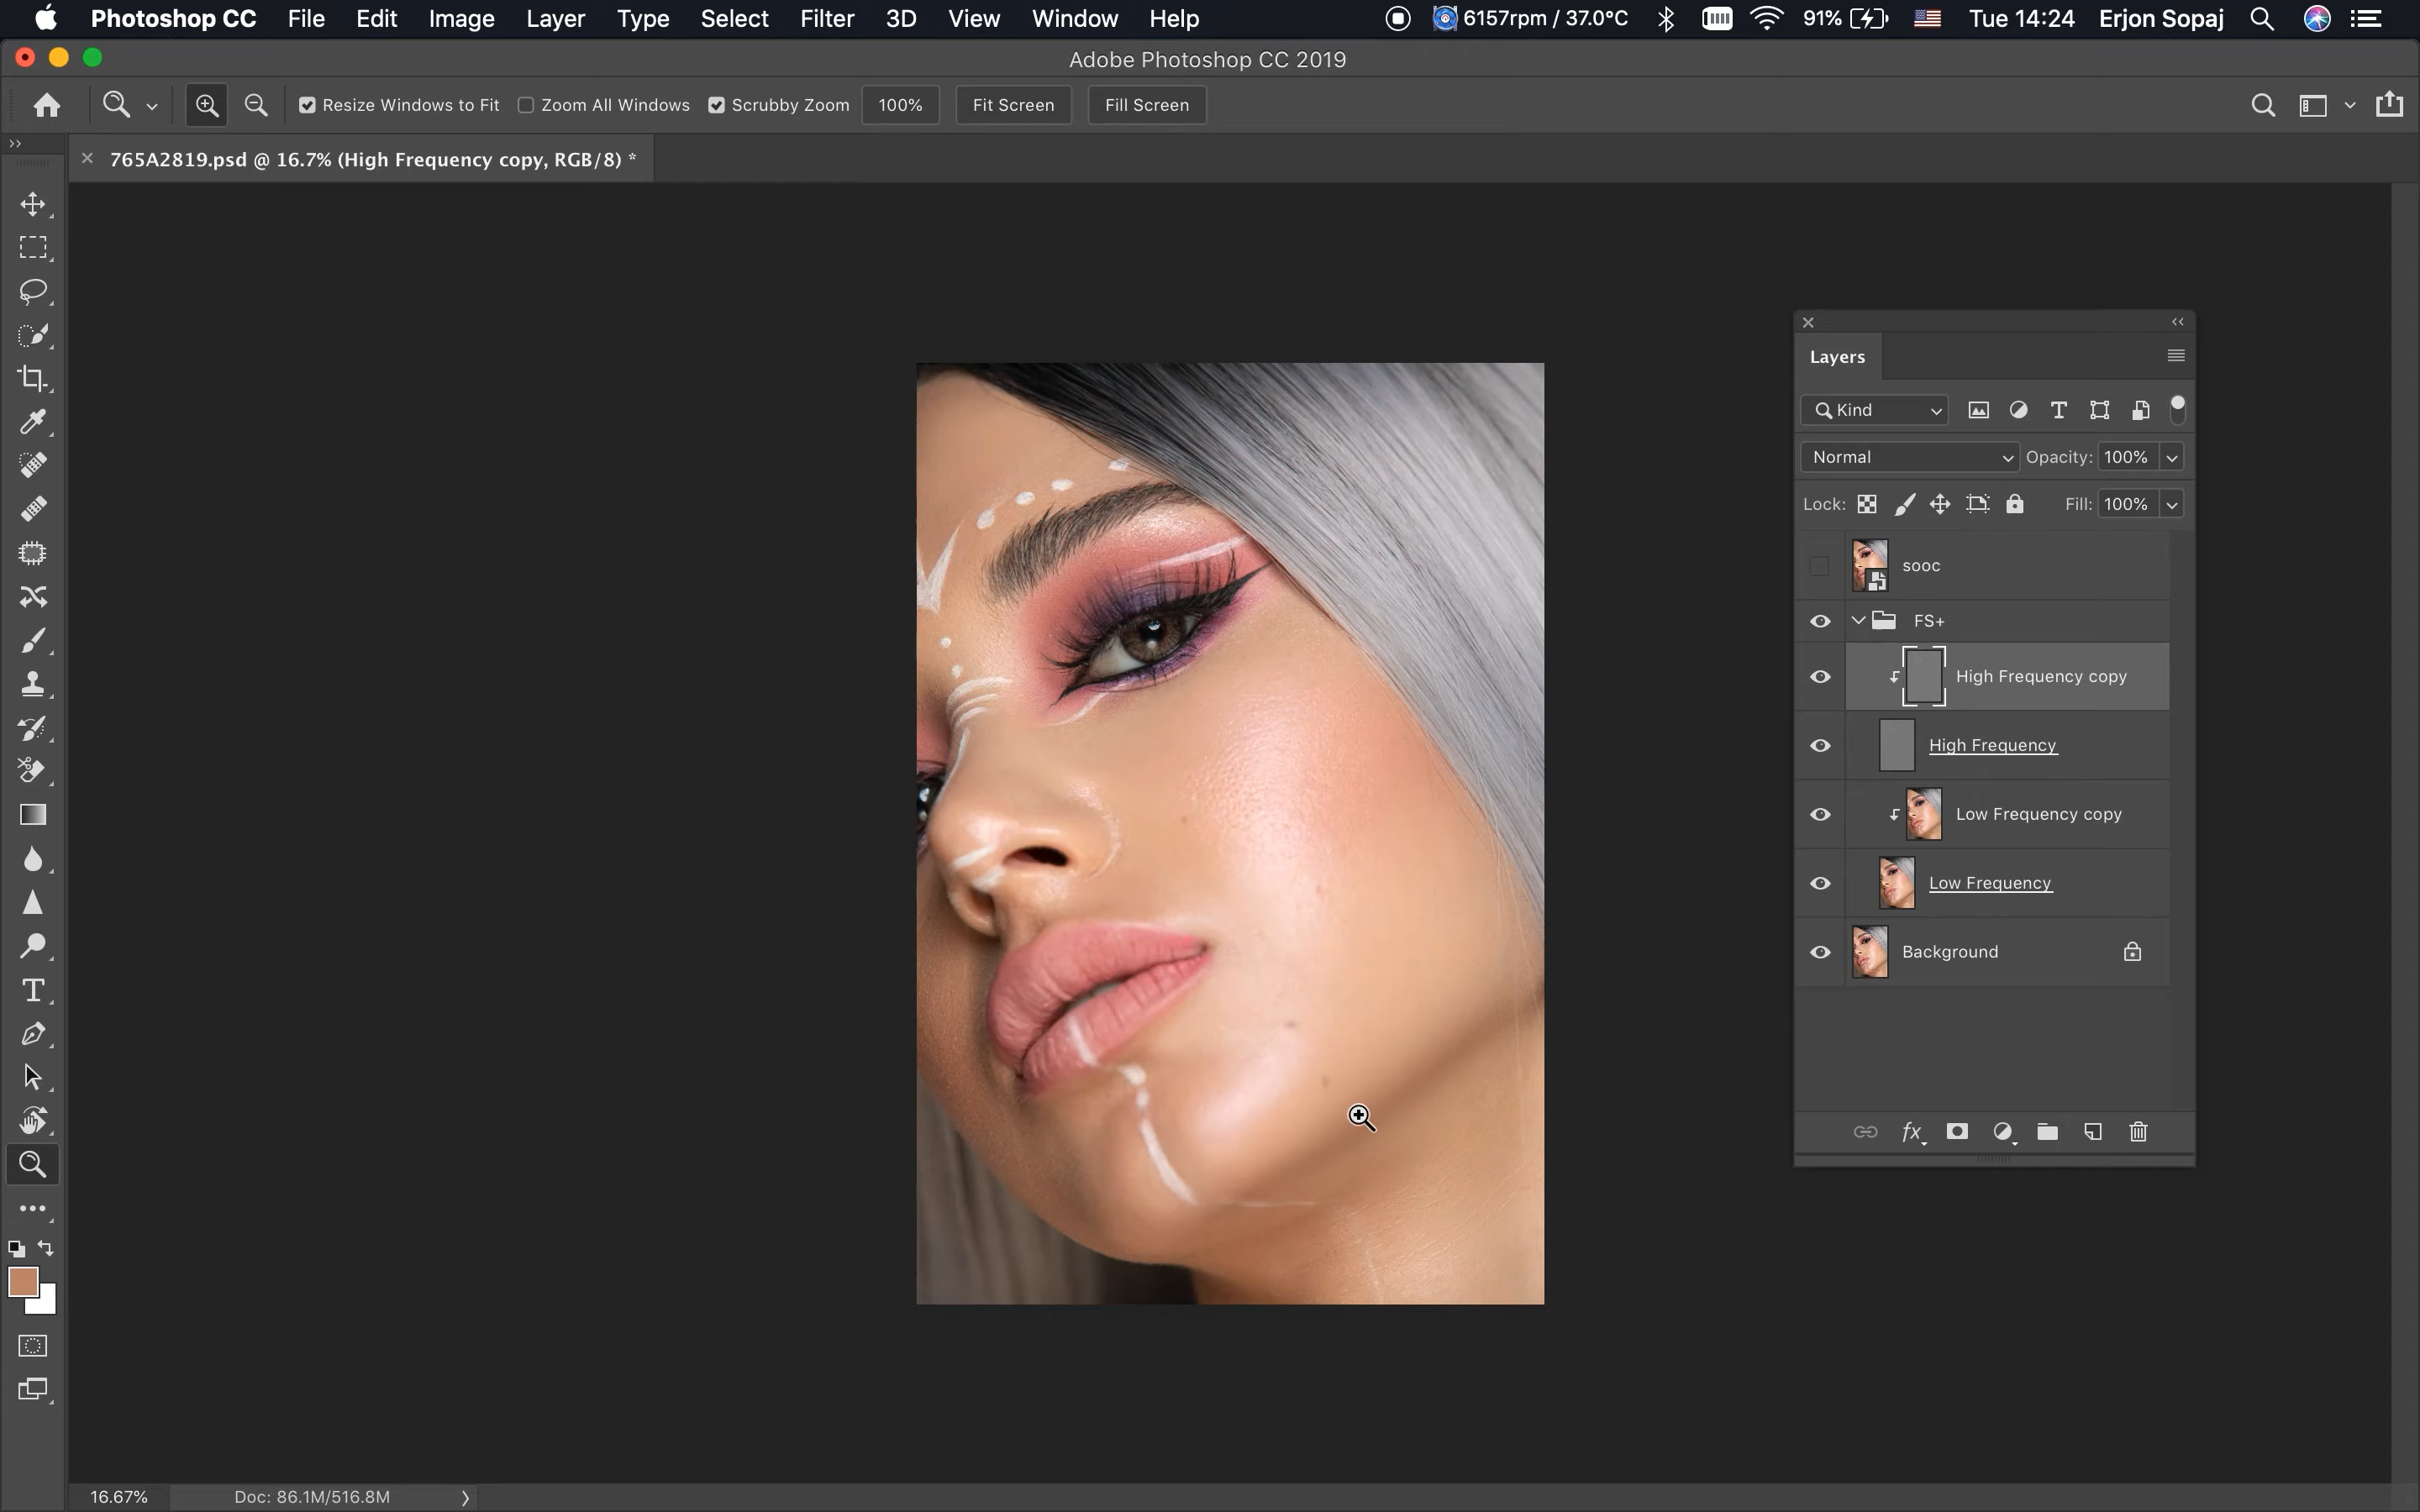 Photoshop CC File Edit Image Layer Type Select Filter 3D View Window Help 6157rpm / 37.0°C 91% Tue 14:24 Erjon Sopaj
Adobe Photoshop CC 2019
Resize Windows to Fit Zoom All Windows Scrubby Zoom 100% Fit Screen Fill Screen
765A2819.psd @ 16.7% (High Frequency copy, RGB/8) *
Layers
Kind
Normal Opacity: 100%
Lock: Fill: 100%
sooc
FS+
High Frequency copy
High Frequency
Low Frequency copy
Low Frequency
Background
fx
16.67% Doc: 86.1M/516.8M